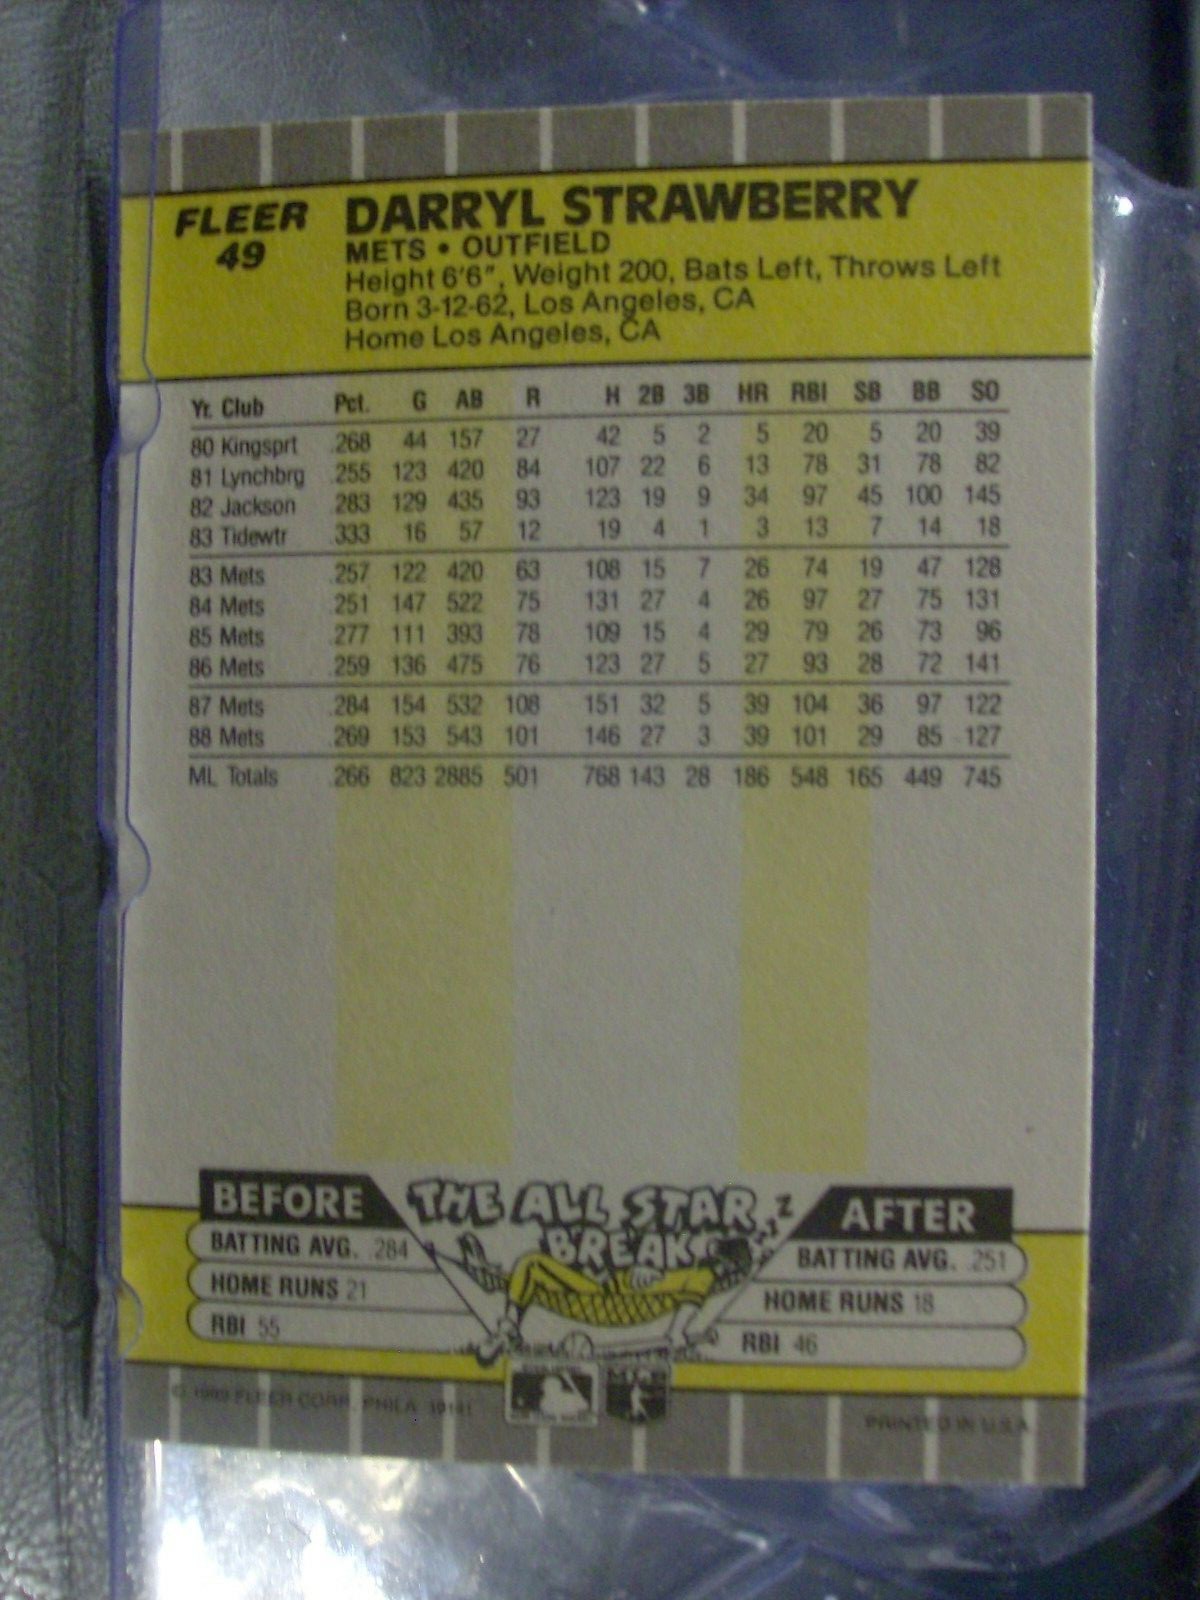 FLEER
49
DARRYL STRAWBERRY
METS • OUTFIELD
Height 6'6", Weight 200, Bats Left, Throws Left
Born 3-12-62, Los Angeles, CA
Home Los Angeles, CA
Yr. Club Pct. G AB R H 2B 3B HR RBI SB BB SO
80 Kingsprt .268 44 157 27 42 5 2 5 20 5 20 39
81 Lynchbrg .255 123 420 84 107 22 6 13 78 31 78 82
82 Jackson .283 129 435 93 123 19 9 34 97 45 100 145
83 Tidewtr .333 16 57 12 19 4 1 3 13 7 14 18
83 Mets .257 122 420 63 108 15 7 26 74 19 47 128
84 Mets .251 147 522 75 131 27 4 26 97 27 75 131
85 Mets .277 111 393 78 109 15 4 29 79 26 73 96
86 Mets .259 136 475 76 123 27 5 27 93 28 72 141
87 Mets .284 154 532 108 151 32 5 39 104 36 97 122
88 Mets .269 153 543 101 146 27 3 39 101 29 85 127
ML Totals .266 823 2885 501 768 143 28 186 548 165 449 745
BEFORE
BATTING AVG. .284
HOME RUNS 21
RBI 55
THE ALL STAR
BREAK
Z
AFTER
BATTING AVG. .251
HOME RUNS 18
RBI 46
© 1989 FLEER CORP. PHILA. 19141
PRINTED IN U.S.A.